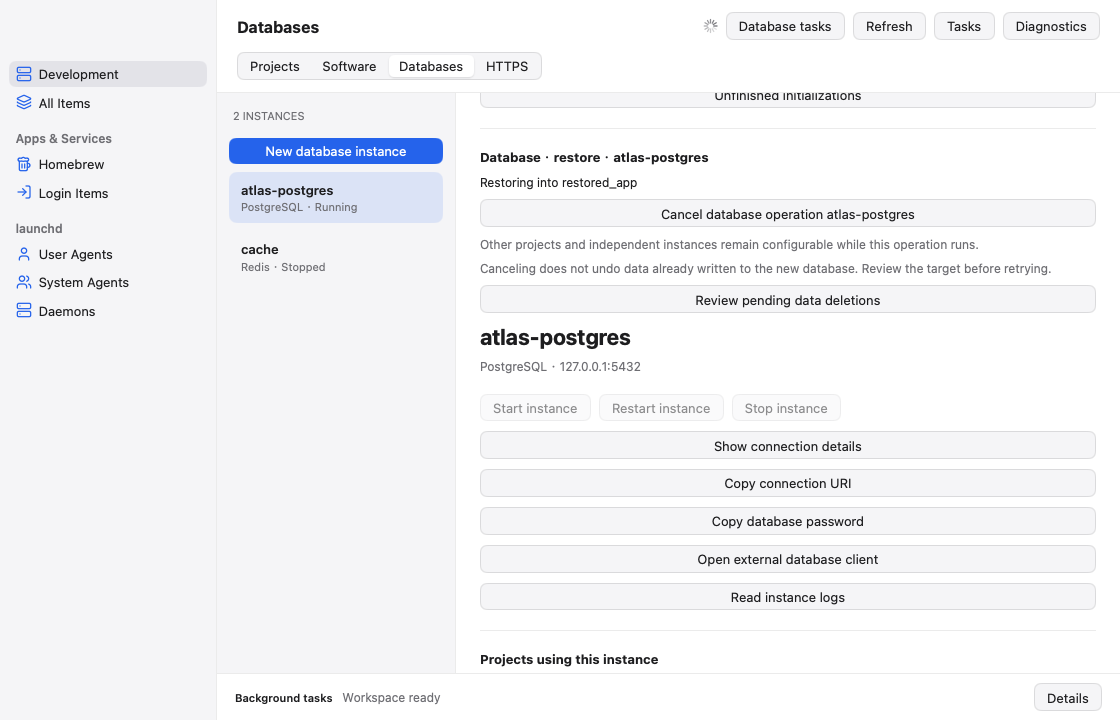 Databases
Database tasks
Refresh
Tasks
Diagnostics
Projects
Software
Databases
HTTPS
Development
All Items
Apps & Services
Homebrew
Login Items
launchd
User Agents
System Agents
Daemons
2 INSTANCES
New database instance
atlas-postgres
PostgreSQL · Running
cache
Redis · Stopped
Unfinished initializations
Database · restore · atlas-postgres
Restoring into restored_app
Cancel database operation atlas-postgres
Other projects and independent instances remain configurable while this operation runs.
Canceling does not undo data already written to the new database. Review the target before retrying.
Review pending data deletions
atlas-postgres
PostgreSQL · 127.0.0.1:5432
Start instance
Restart instance
Stop instance
Show connection details
Copy connection URI
Copy database password
Open external database client
Read instance logs
Projects using this instance
Background tasks
Workspace ready
Details